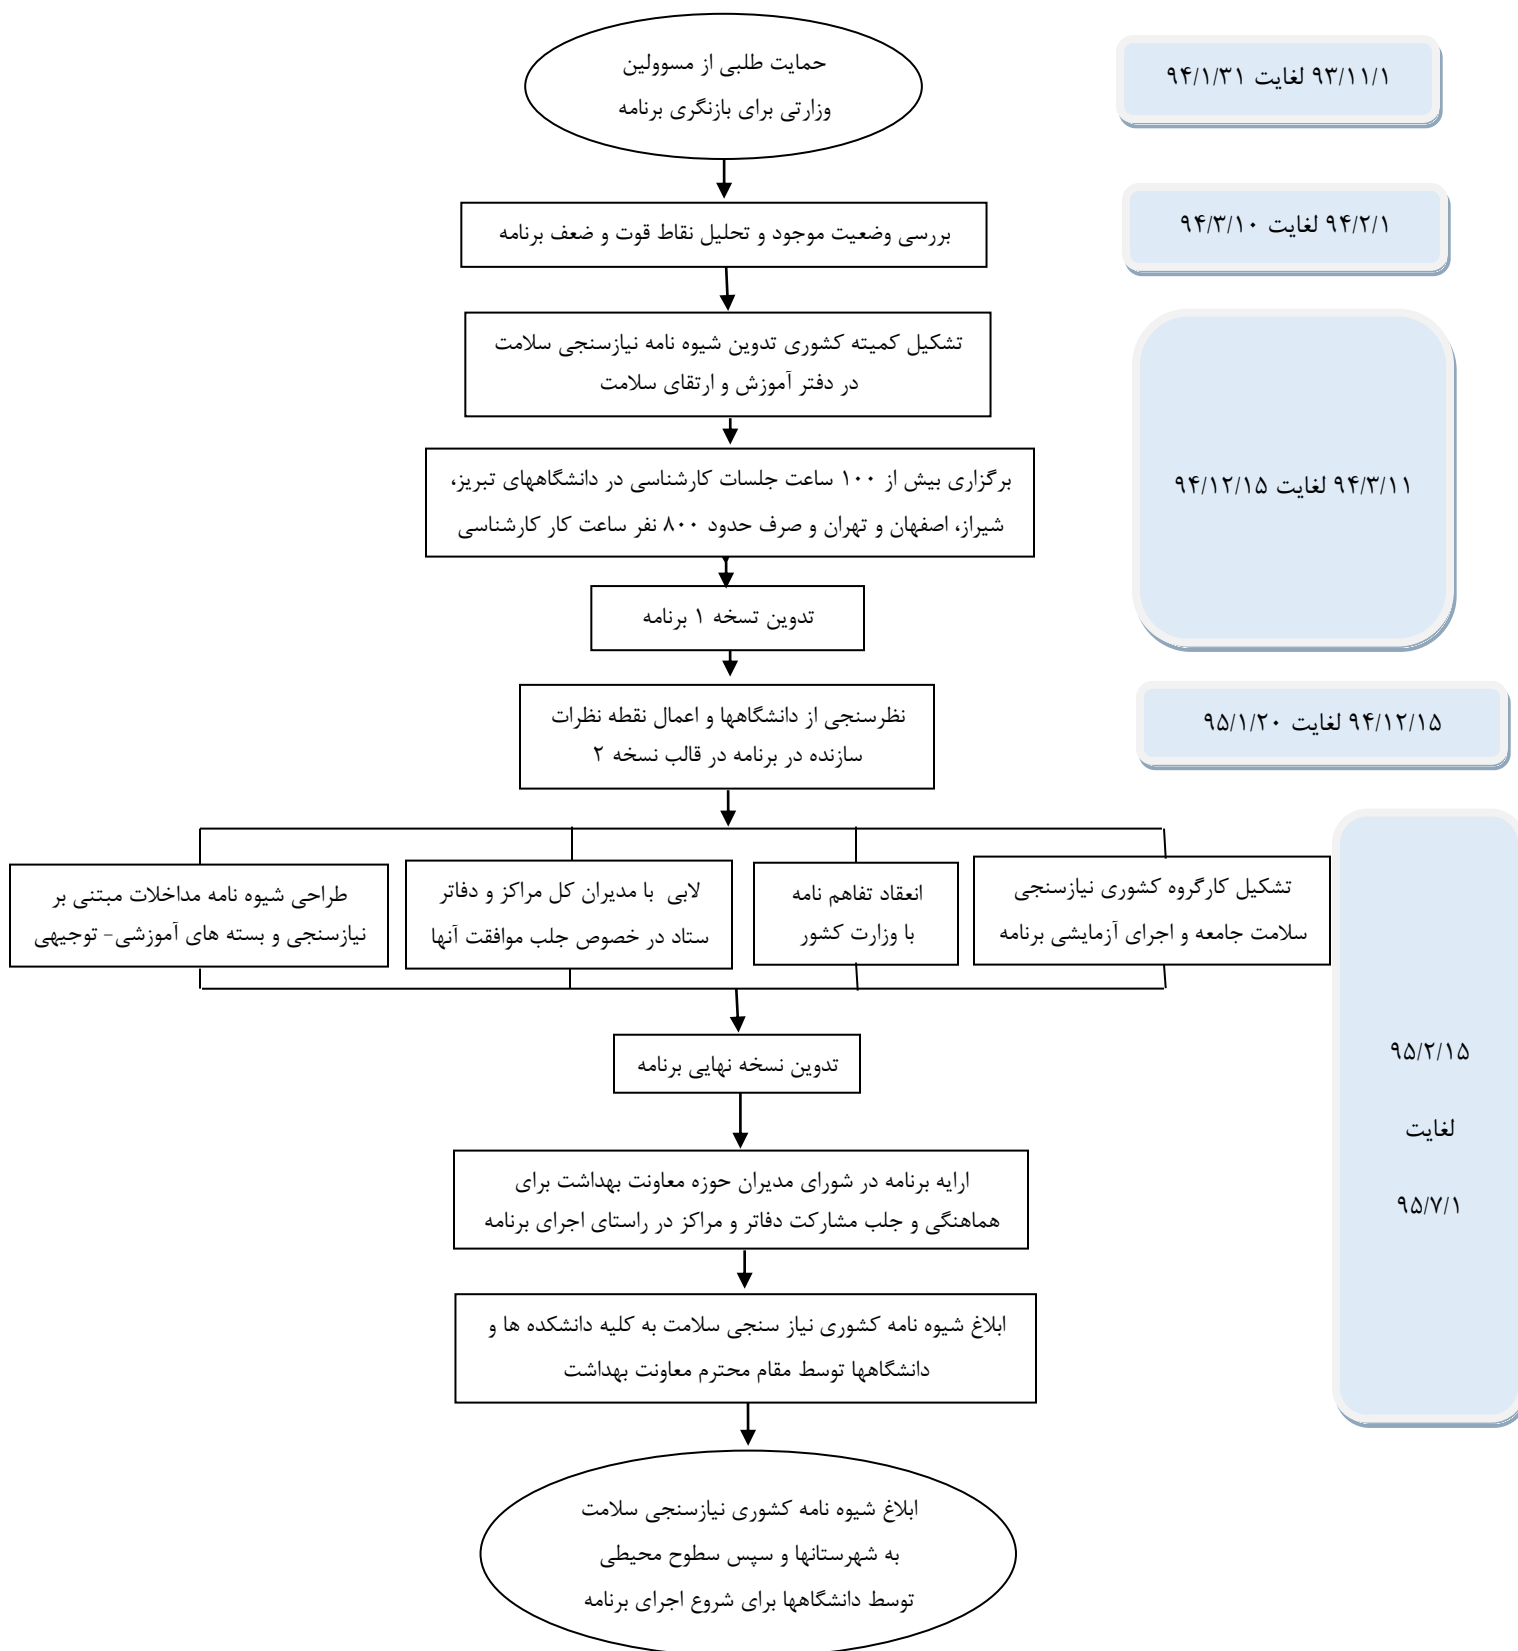 حمایت طلبی از مسوولین
وزارتی برای بازنگری برنامه
۹۳/۱۱/۱ لغایت ۹۴/۱/۳۱
بررسی وضعیت موجود و تحلیل نقاط قوت و ضعف برنامه
۹۴/۲/۱ لغایت ۹۴/۳/۱۰
تشکیل کمیته کشوری تدوین شیوه نامه نیازسنجی سلامت
در دفتر آموزش و ارتقای سلامت
برگزاری بیش از ۱۰۰ ساعت جلسات کارشناسی در دانشگاههای تبریز،
شیراز، اصفهان و تهران و صرف حدود ۸۰۰ نفر ساعت کار کارشناسی
۹۴/۳/۱۱ لغایت ۹۴/۱۲/۱۵
تدوین تسخه ۱ برنامه
نظرسنجی از دانشگاهها و اعمال نقطه نظرات
سازنده در برنامه در قالب نسخه ۲
۹۴/۱۲/۱۵ لغایت ۹۵/۱/۲۰
تشکیل کارگروه کشوری نیازسنجی
سلامت جامعه و اجرای آزمایشی برنامه
انعقاد تفاهم نامه
با وزارت کشور
لابی با مدیران کل مراکز و دفاتر
ستاد در خصوص جلب موافقت آنها
طراحی شیوه نامه مداخلات مبتنی بر
نیازسنجی و بسته های آموزشی- توجیهی
تدوین نسخه نهایی برنامه
۹۵/۲/۱۵
لغایت
۹۵/۷/۱
ارایه برنامه در شورای مدیران حوزه معاونت بهداشت برای
هماهنگی و جلب مشارکت دفاتر و مراکز در راستای اجرای برنامه
ابلاغ شیوه نامه کشوری نیاز سنجی سلامت به کلیه دانشکده ها و
دانشگاهها توسط مقام محترم معاونت بهداشت
ابلاغ شیوه نامه کشوری نیازسنجی سلامت
به شهرستانها و سپس سطوح محیطی
توسط دانشگاهها برای شروع اجرای برنامه